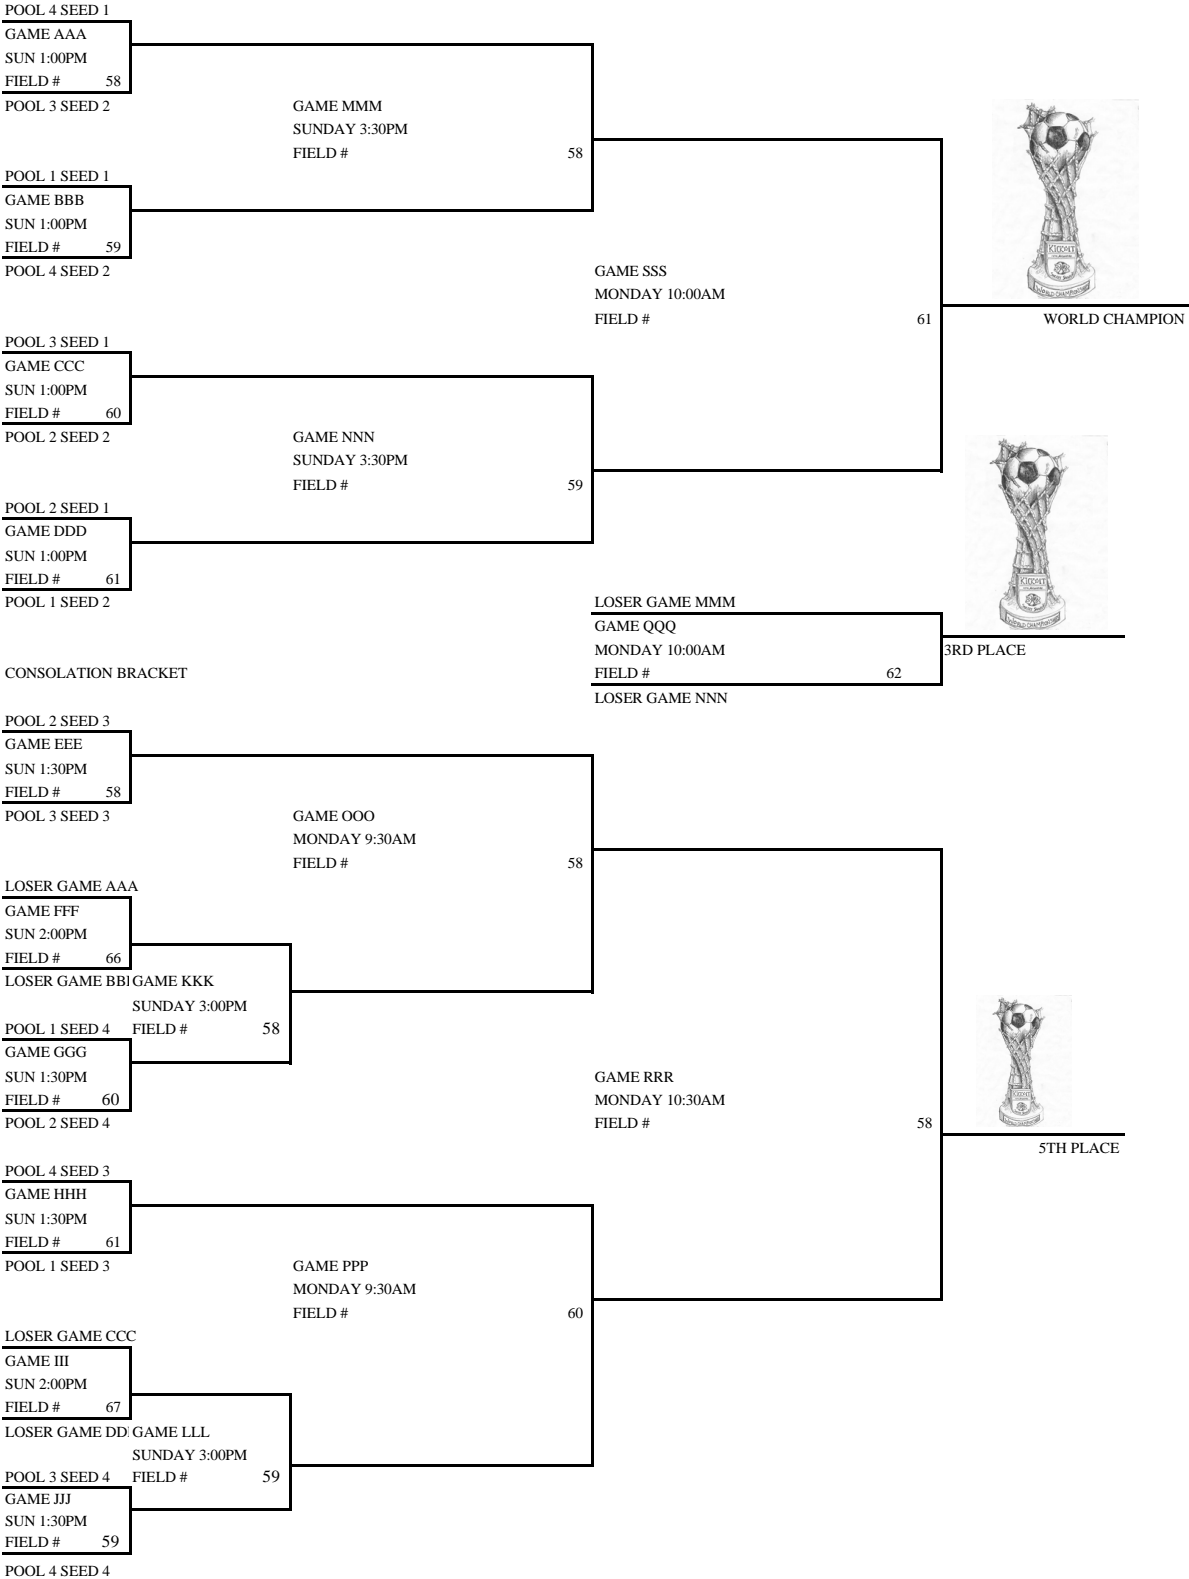 POOL 4 SEED 1
GAME AAA
SUN 1:00PM
FIELD # 58
POOL 3 SEED 2
GAME MMM
SUNDAY 3:30PM
FIELD # 58
POOL 1 SEED 1
GAME BBB
SUN 1:00PM
FIELD # 59
POOL 4 SEED 2
GAME SSS
MONDAY 10:00AM
FIELD # 61
KICKOUT
WORLD CHAMPIONS
WORLD CHAMPION
POOL 3 SEED 1
GAME CCC
SUN 1:00PM
FIELD # 60
POOL 2 SEED 2
GAME NNN
SUNDAY 3:30PM
FIELD # 59
POOL 2 SEED 1
GAME DDD
SUN 1:00PM
FIELD # 61
POOL 1 SEED 2
LOSER GAME MMM
GAME QQQ
MONDAY 10:00AM
FIELD # 62
LOSER GAME NNN
3RD PLACE
CONSOLATION BRACKET
POOL 2 SEED 3
GAME EEE
SUN 1:30PM
FIELD # 58
POOL 3 SEED 3
GAME OOO
MONDAY 9:30AM
FIELD # 58
LOSER GAME AAA
GAME FFF
SUN 2:00PM
FIELD # 66
LOSER GAME BB
GAME KKK
SUNDAY 3:00PM
FIELD # 58
POOL 1 SEED 4
GAME GGG
SUN 1:30PM
FIELD # 60
POOL 2 SEED 4
GAME RRR
MONDAY 10:30AM
FIELD # 58
5TH PLACE
POOL 4 SEED 3
GAME HHH
SUN 1:30PM
FIELD # 61
POOL 1 SEED 3
GAME PPP
MONDAY 9:30AM
FIELD # 60
LOSER GAME CCC
GAME III
SUN 2:00PM
FIELD # 67
LOSER GAME DD
GAME LLL
SUNDAY 3:00PM
FIELD # 59
POOL 3 SEED 4
GAME JJJ
SUN 1:30PM
FIELD # 59
POOL 4 SEED 4